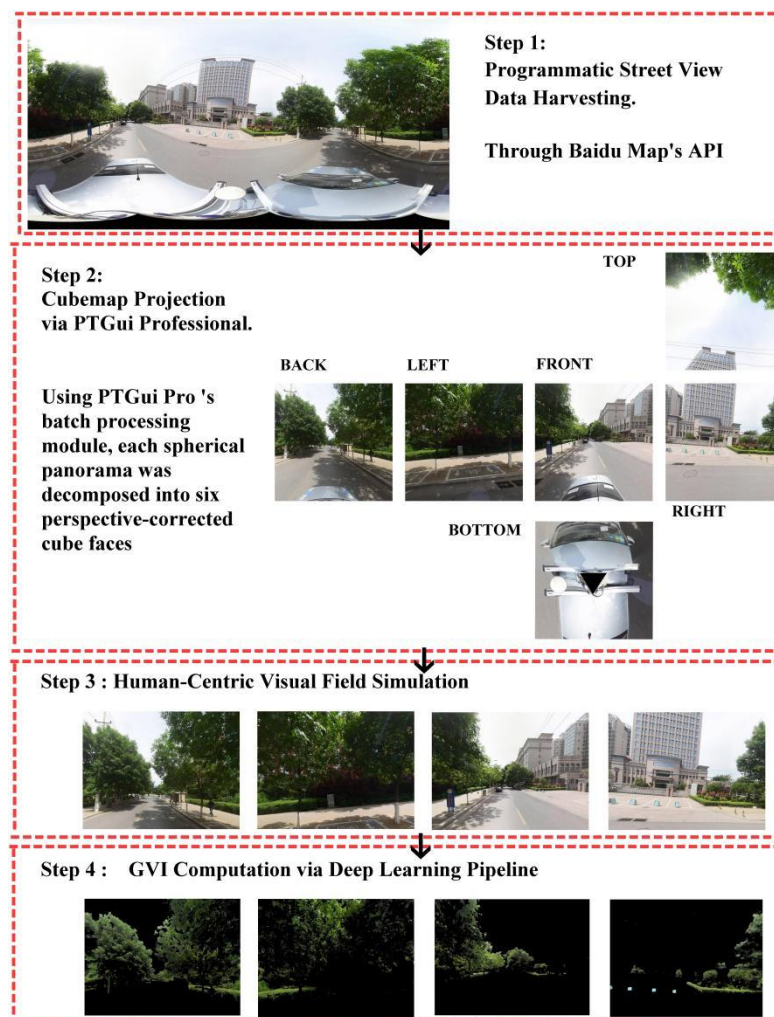 Step 1:
Programmatic Street View
Data Harvesting.
Through Baidu Map's API
Step 2:
Cubemap Projection
via PTGui Professional.
TOP
BACK
LEFT
FRONT
Using PTGui Pro 's
batch processing
module, each spherical
panorama was
decomposed into six
perspective-corrected
cube faces
RIGHT
BOTTOM
Step 3 : Human-Centric Visual Field Simulation
Step 4 : GVI Computation via Deep Learning Pipeline